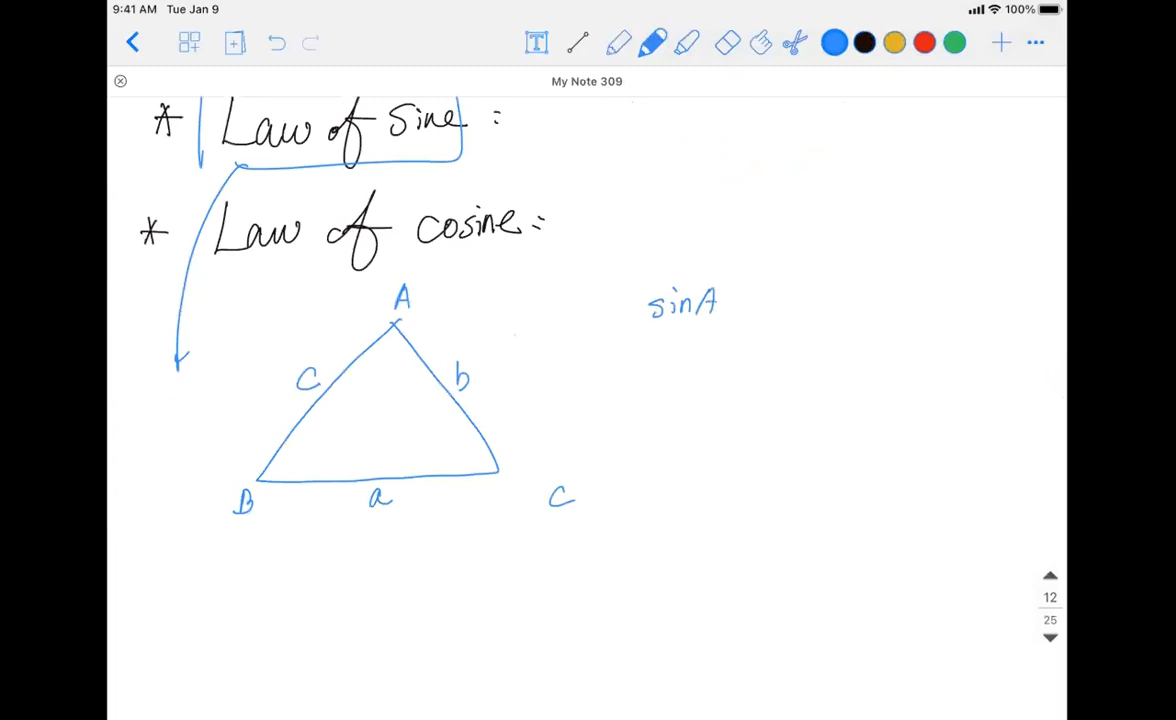 9:41 AM Tue Jan 9
100%
T
My Note 309
* Law of Sine :
* Law of cosine :
A
sinA
C
b
B
a
C
12
25